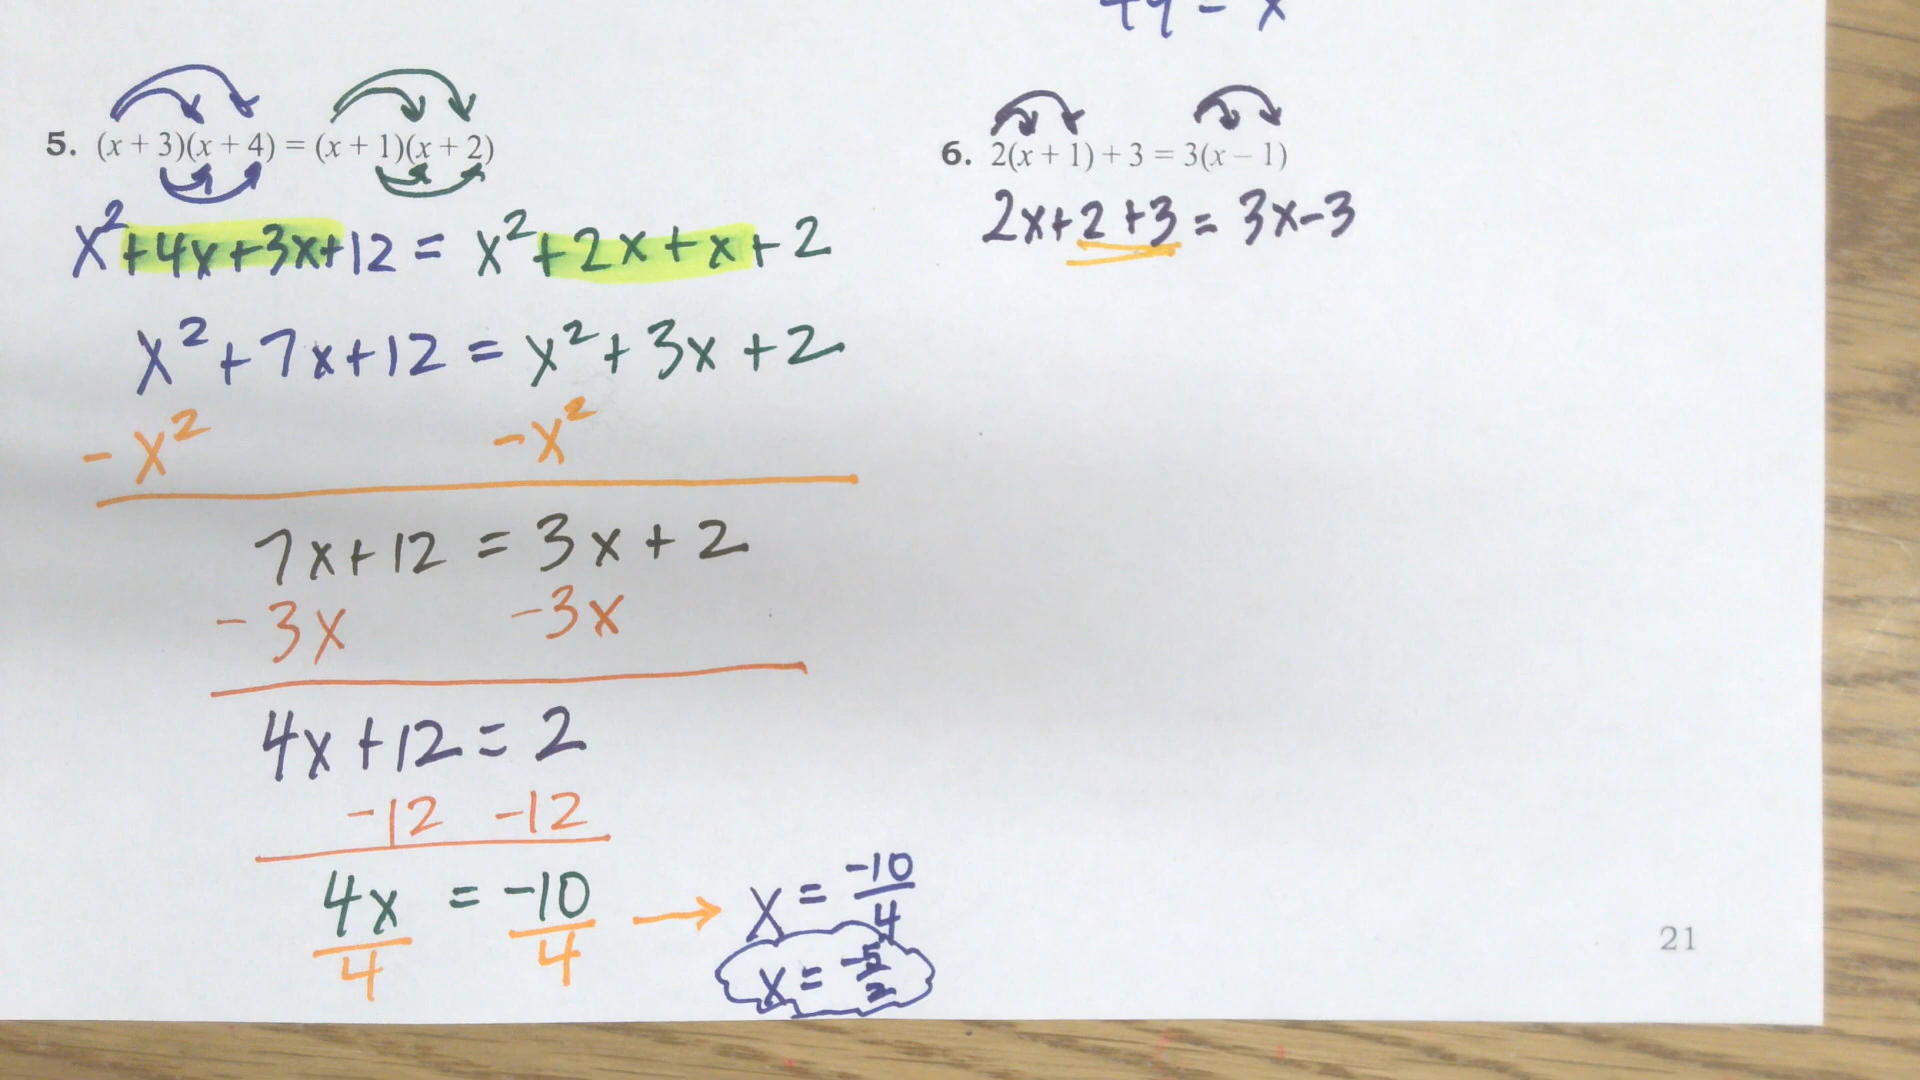 5. (x + 3)(x + 4) = (x + 1)(x + 2)
x² + 4x + 3x + 12 = x² + 2x + x + 2
x² + 7x + 12 = x² + 3x + 2
- x² - x²
7x + 12 = 3x + 2
- 3x - 3x
4x + 12 = 2
- 12 - 12
4x/4 = -10/4 → x = -10/4
x = -5/2
6. 2(x + 1) + 3 = 3(x – 1)
2x + 2 + 3 = 3x - 3
21